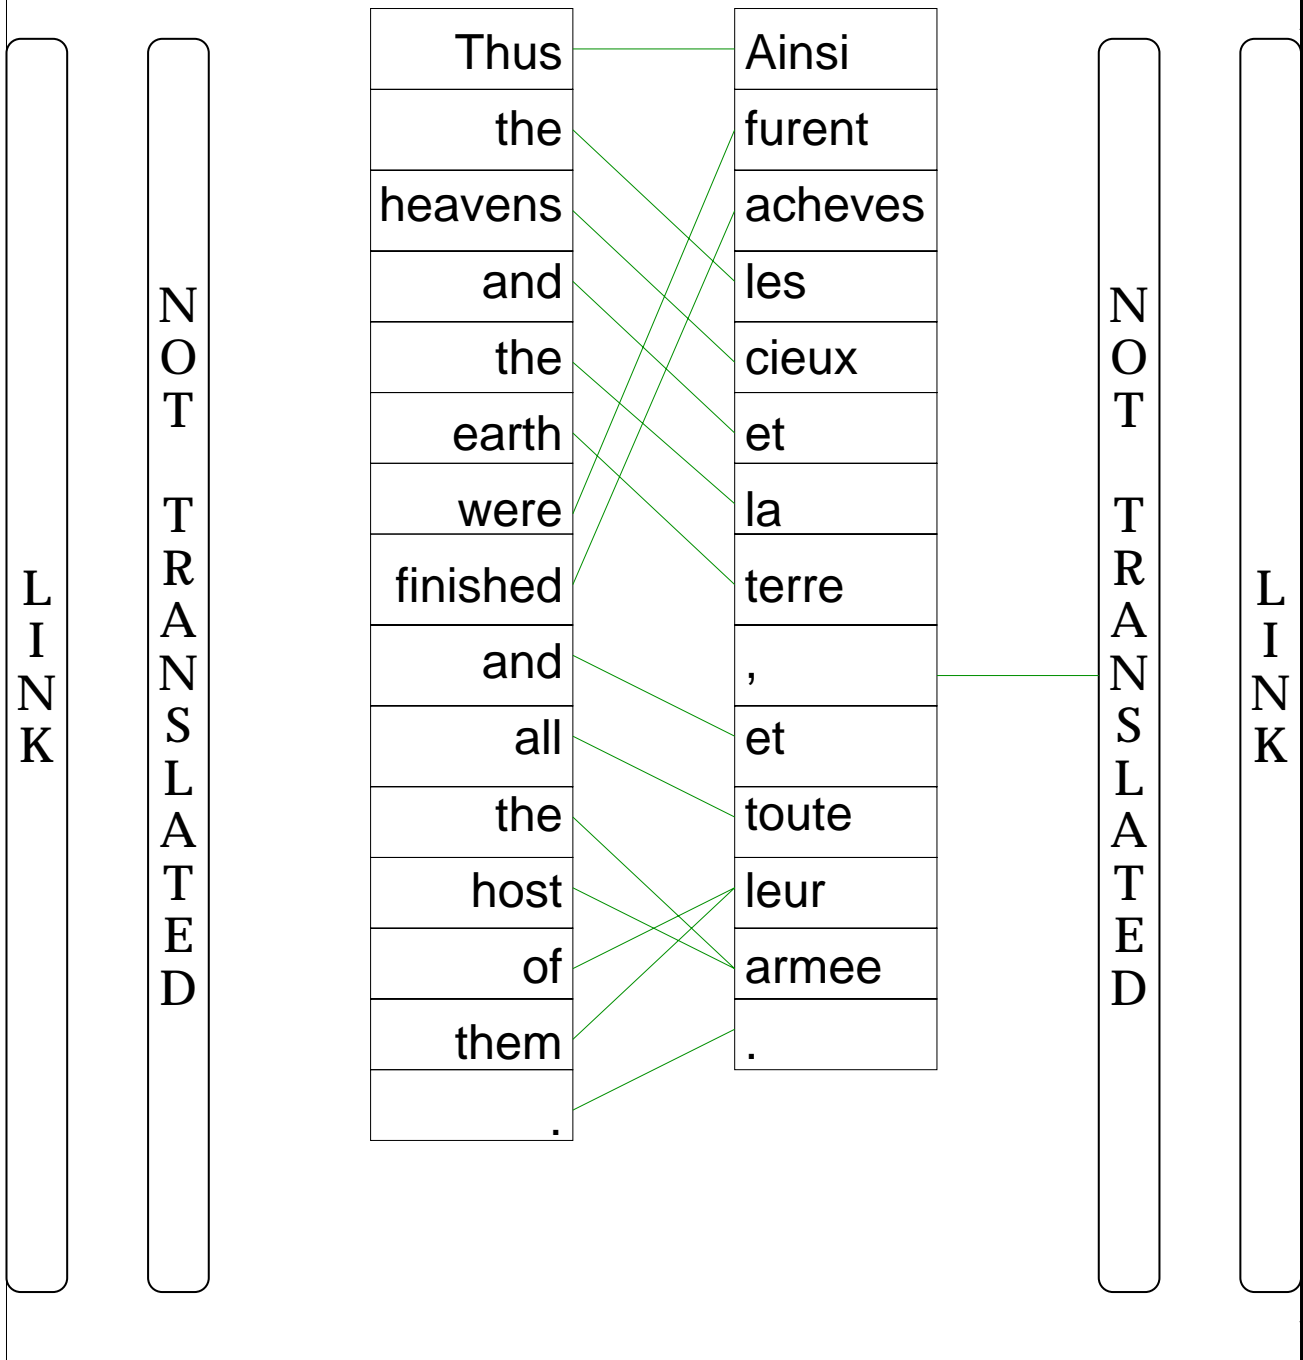 LINK
NOT TRANSLATED
Thus
the
heavens
and
the
earth
were
finished
and
all
the
host
of
them
.
Ainsi
furent
acheves
les
cieux
et
la
terre
,
et
toute
leur
armee
.
NOT TRANSLATED
LINK